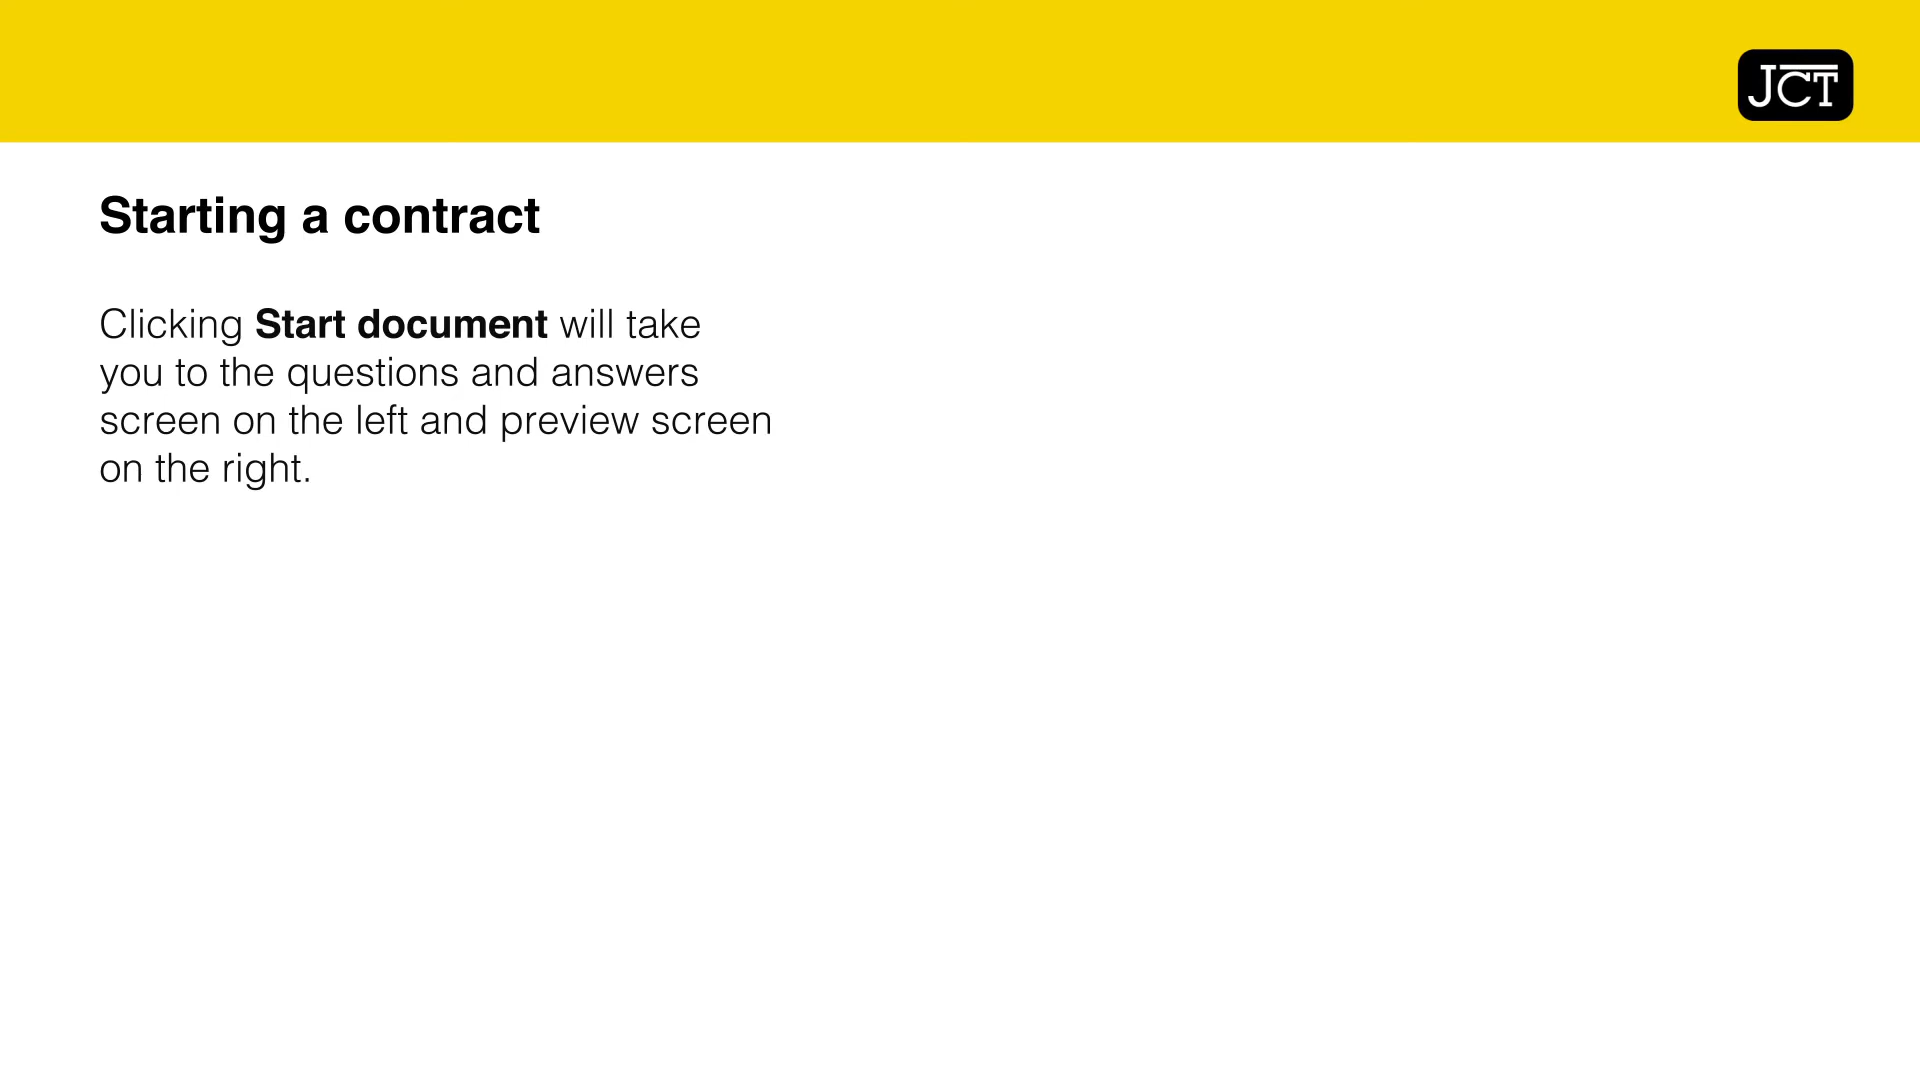 JCT
Starting a contract
Clicking Start document will take
you to the questions and answers
screen on the left and preview screen
on the right.